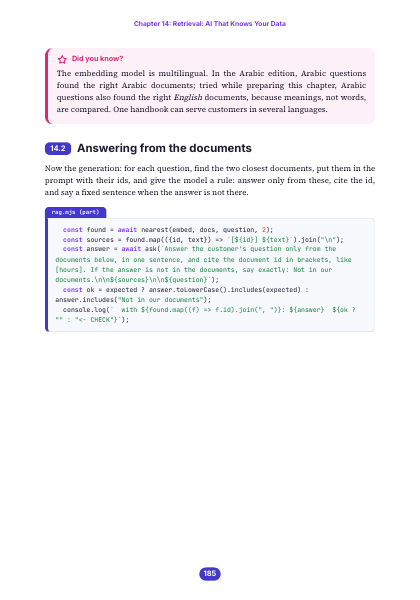 Chapter 14: Retrieval: AI That Knows Your Data
Did you know?
The embedding model is multilingual. In the Arabic edition, Arabic questions
found the right Arabic documents; tried while preparing this chapter, Arabic
questions also found the right English documents, because meanings, not words,
are compared. One handbook can serve customers in several languages.
14.2 Answering from the documents
Now the generation: for each question, find the two closest documents, put them in the
prompt with their ids, and give the model a rule: answer only from these, cite the id,
and say a fixed sentence when the answer is not there.
rag.mjs (part)
const found = await nearest(embed, docs, question, 2);
const sources = found.map(({id, text}) => `[${id}] ${text}`).join("\n");
const answer = await ask(`Answer the customer's question only from the
documents below, in one sentence, and cite the document id in brackets, like
[hours]. If the answer is not in the documents, say exactly: Not in our
documents.\n\n${sources}\n\n${question}`);
const ok = expected ? answer.toLowerCase().includes(expected) :
answer.includes("Not in our documents");
console.log(`  with ${found.map((f) => f.id).join(", ")}: ${answer}  ${ok ?
"" : "<- CHECK"}`);
185